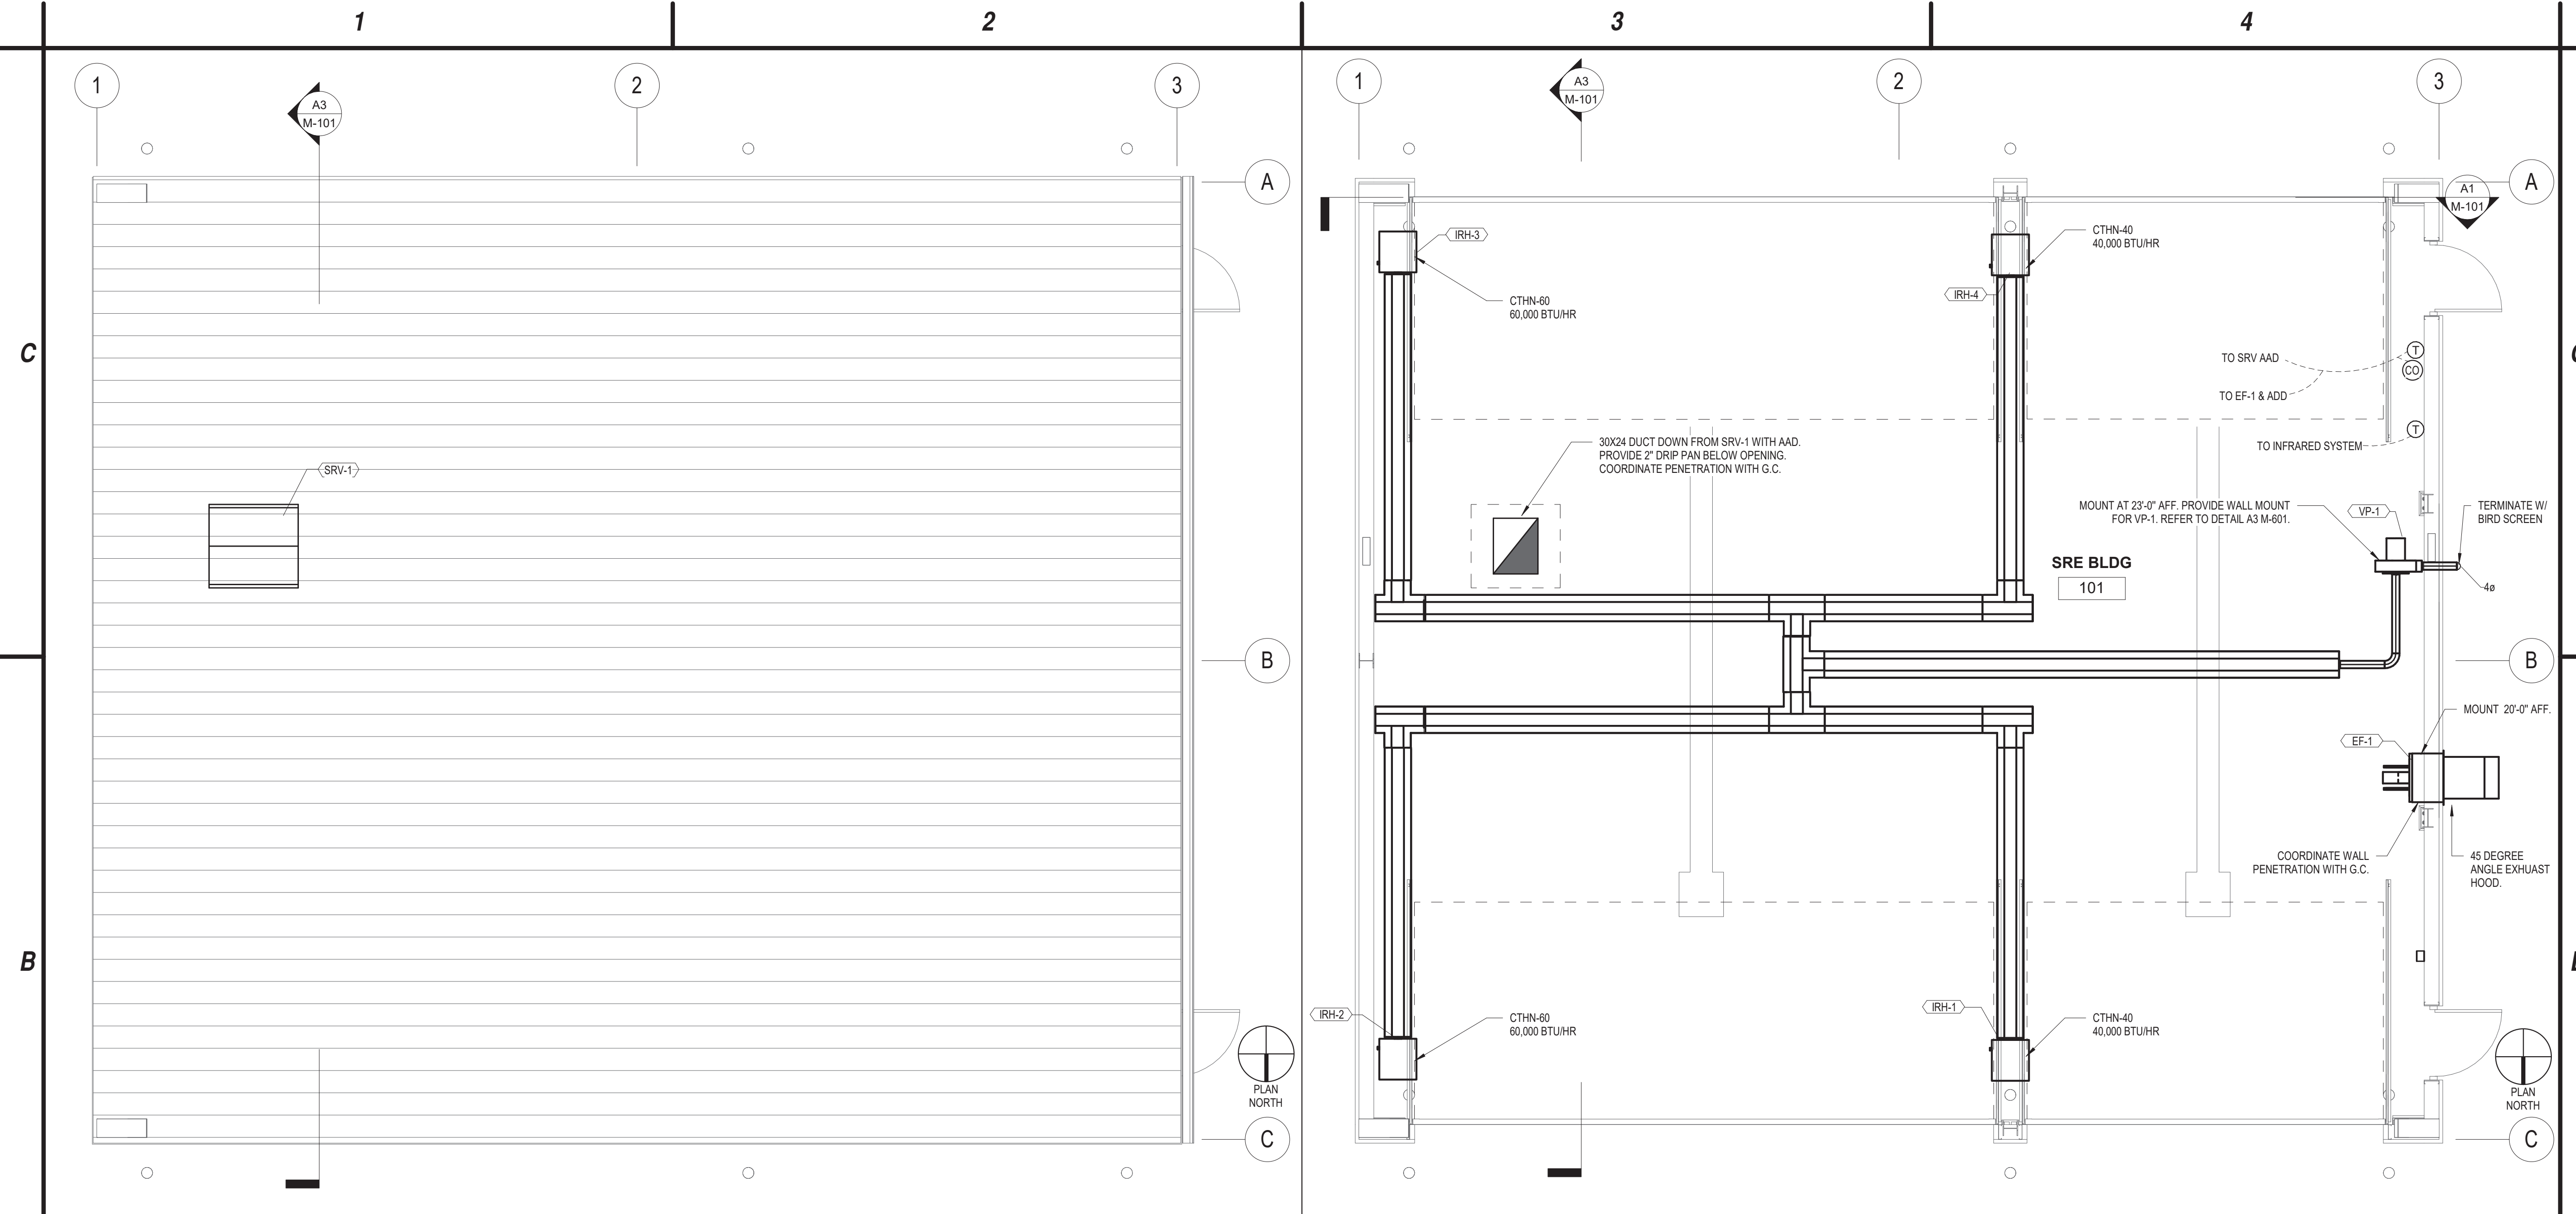 1
2
3
4
1
2
3
A3
M-101
A
SRV-1
B
PLAN
NORTH
C
1
2
3
A3
M-101
A
A1
M-101
IRH-3
CTHN-60
60,000 BTU/HR
CTHN-40
40,000 BTU/HR
IRH-4
TO SRV AAD
T
CO
TO EF-1 & ADD
T
TO INFRARED SYSTEM
30X24 DUCT DOWN FROM SRV-1 WITH AAD.
PROVIDE 2" DRIP PAN BELOW OPENING.
COORDINATE PENETRATION WITH G.C.
MOUNT AT 23'-0" AFF. PROVIDE WALL MOUNT
FOR VP-1. REFER TO DETAIL A3 M-601.
VP-1
TERMINATE W/
BIRD SCREEN
SRE BLDG
101
4ø
B
MOUNT 20'-0" AFF.
EF-1
COORDINATE WALL
PENETRATION WITH G.C.
45 DEGREE
ANGLE EXHUAST
HOOD.
IRH-2
CTHN-60
60,000 BTU/HR
IRH-1
CTHN-40
40,000 BTU/HR
PLAN
NORTH
C
C
B